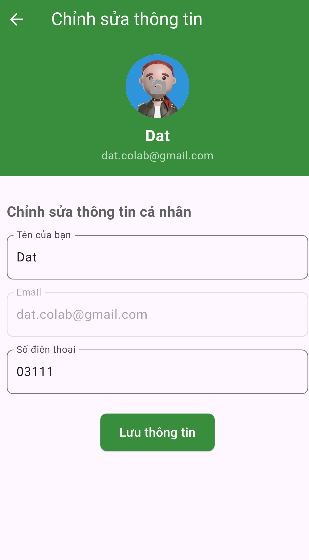 Chỉnh sửa thông tin
Dat
dat.colab@gmail.com
Chỉnh sửa thông tin cá nhân
Tên của bạn
Dat
Email
dat.colab@gmail.com
Số điện thoại
03111
Lưu thông tin